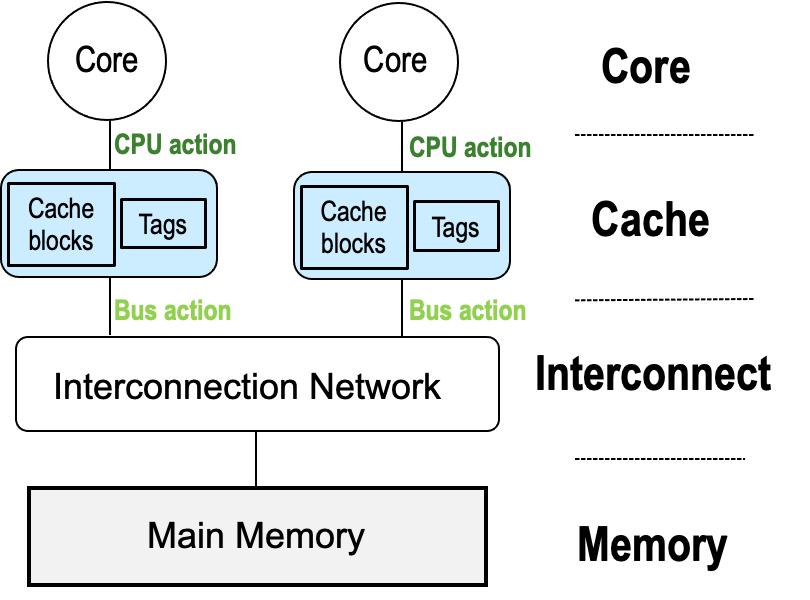 Core
Core
Core
CPU action
CPU action
Cache
blocks
Tags
Cache
blocks
Tags
Cache
Bus action
Bus action
Interconnection Network
Interconnect
Main Memory
Memory